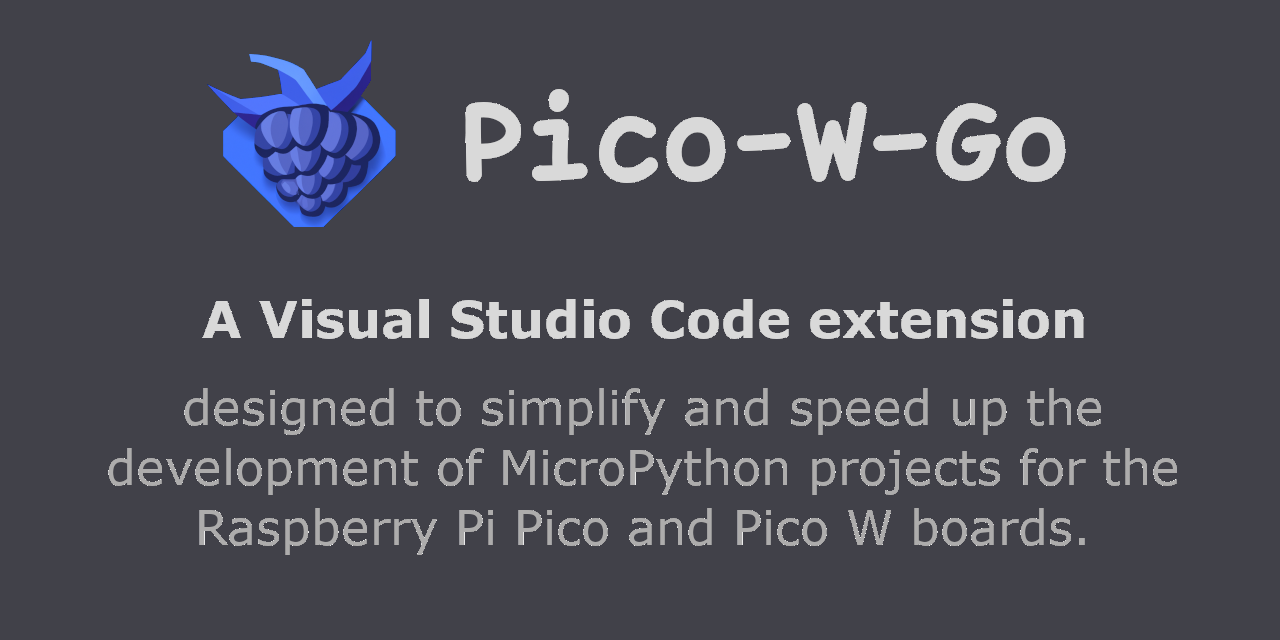 Pico-W-Go
A Visual Studio Code extension
designed to simplify and speed up the
development of MicroPython projects for the
Raspberry Pi Pico and Pico W boards.